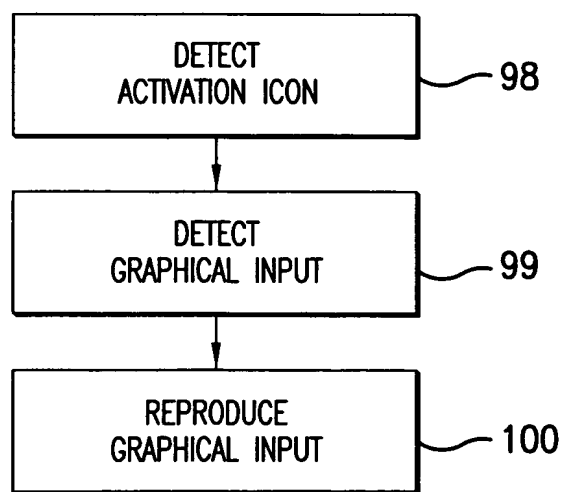 DETECT
ACTIVATION ICON
98
DETECT
GRAPHICAL INPUT
99
REPRODUCE
GRAPHICAL INPUT
100